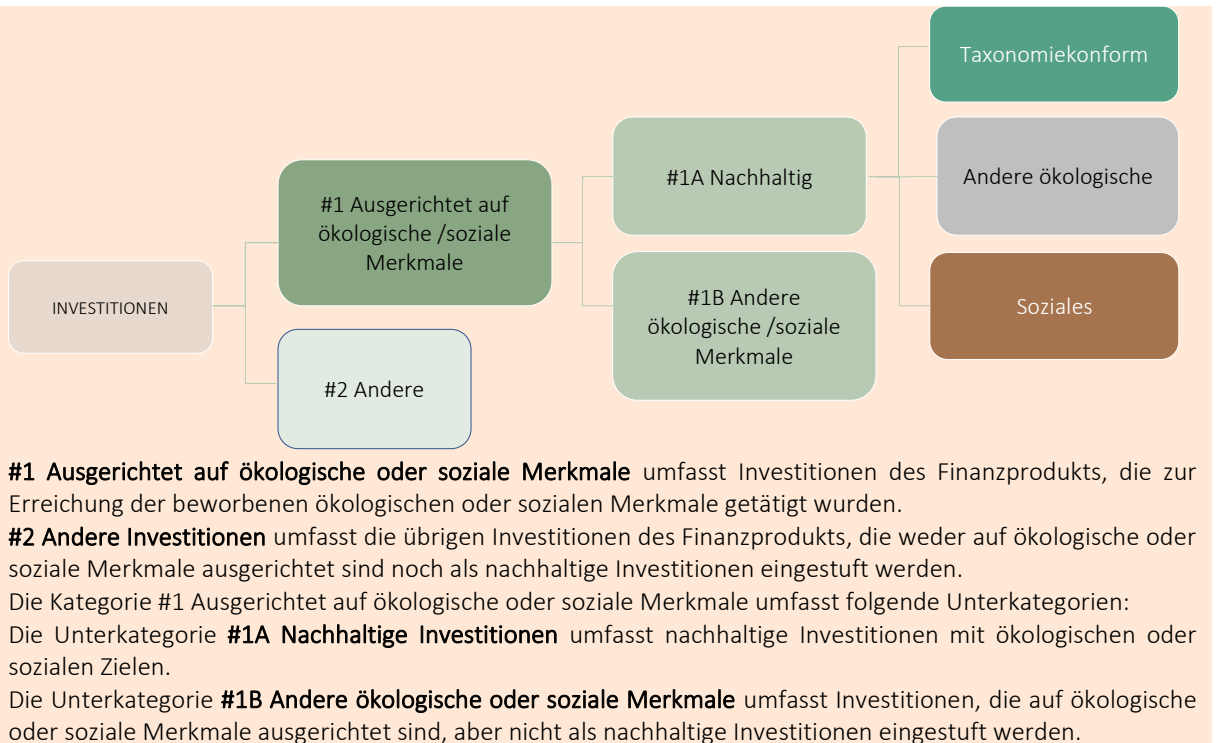 Taxonomiekonform
#1A Nachhaltig
Andere ökologische
#1 Ausgerichtet auf
ökologische /soziale
Merkmale
#1B Andere
ökologische /soziale
Merkmale
Soziales
INVESTITIONEN
#2 Andere
#1 Ausgerichtet auf ökologische oder soziale Merkmale umfasst Investitionen des Finanzprodukts, die zur
Erreichung der beworbenen ökologischen oder sozialen Merkmale getätigt wurden.
#2 Andere Investitionen umfasst die übrigen Investitionen des Finanzprodukts, die weder auf ökologische oder
soziale Merkmale ausgerichtet sind noch als nachhaltige Investitionen eingestuft werden.
Die Kategorie #1 Ausgerichtet auf ökologische oder soziale Merkmale umfasst folgende Unterkategorien:
Die Unterkategorie #1A Nachhaltige Investitionen umfasst nachhaltige Investitionen mit ökologischen oder
sozialen Zielen.
Die Unterkategorie #1B Andere ökologische oder soziale Merkmale umfasst Investitionen, die auf ökologische
oder soziale Merkmale ausgerichtet sind, aber nicht als nachhaltige Investitionen eingestuft werden.